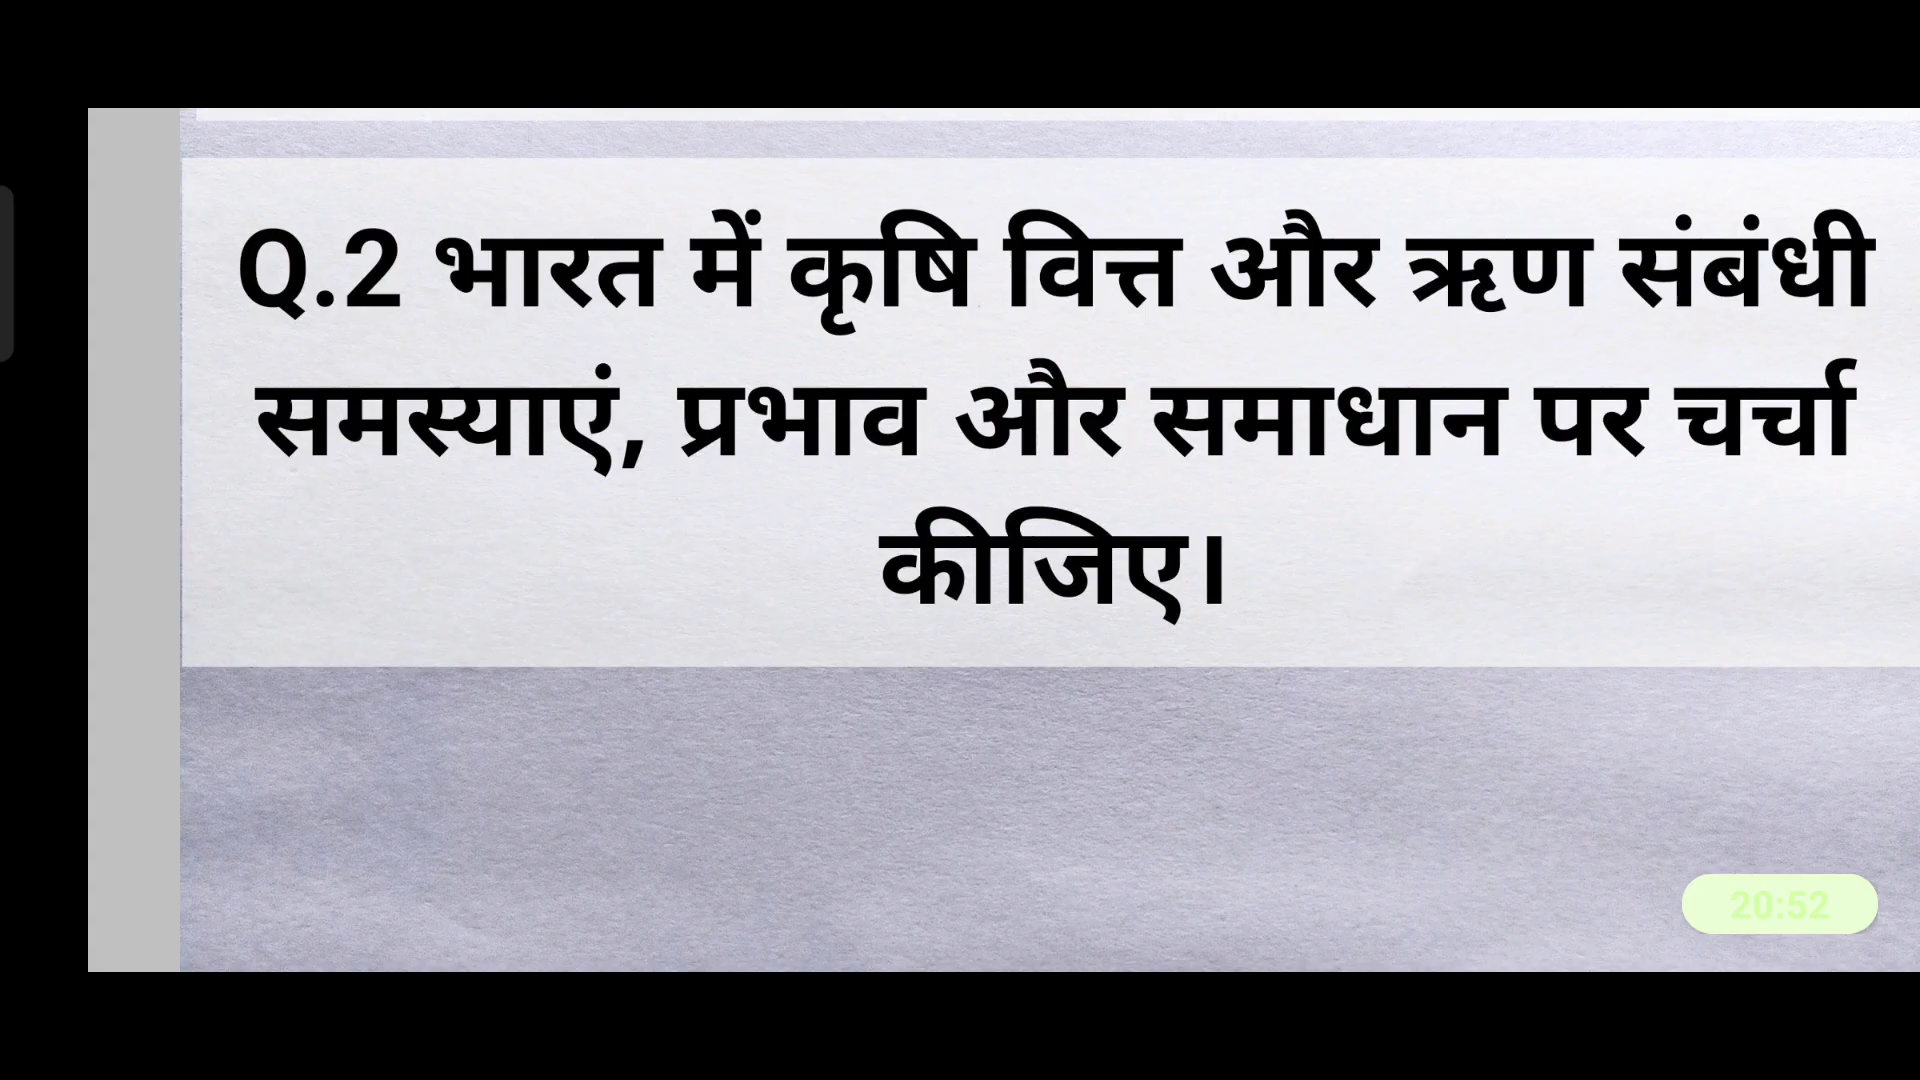 Q.2 भारत में कृषि वित्त और ऋण संबंधी
समस्याएं, प्रभाव और समाधान पर चर्चा
कीजिए।
20:52